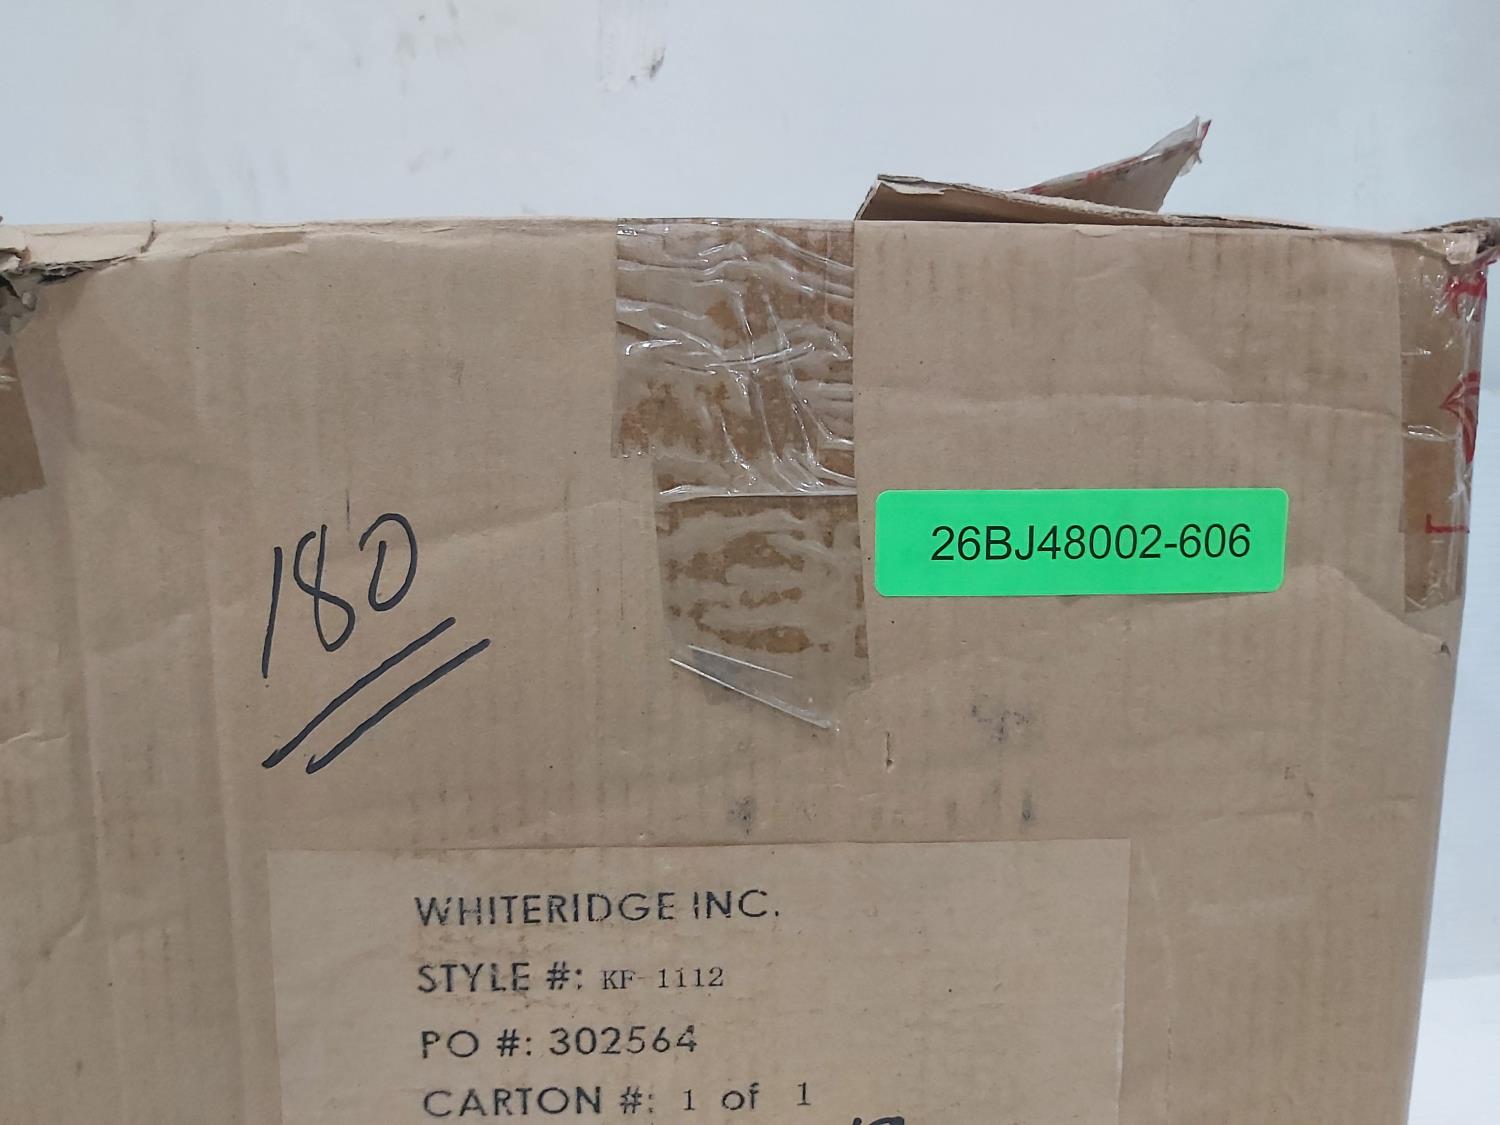 180
26BJ48002-606
WHITERIDGE INC.
STYLE #: KF-1112
PO #: 302564
CARTON #: 1 of 1